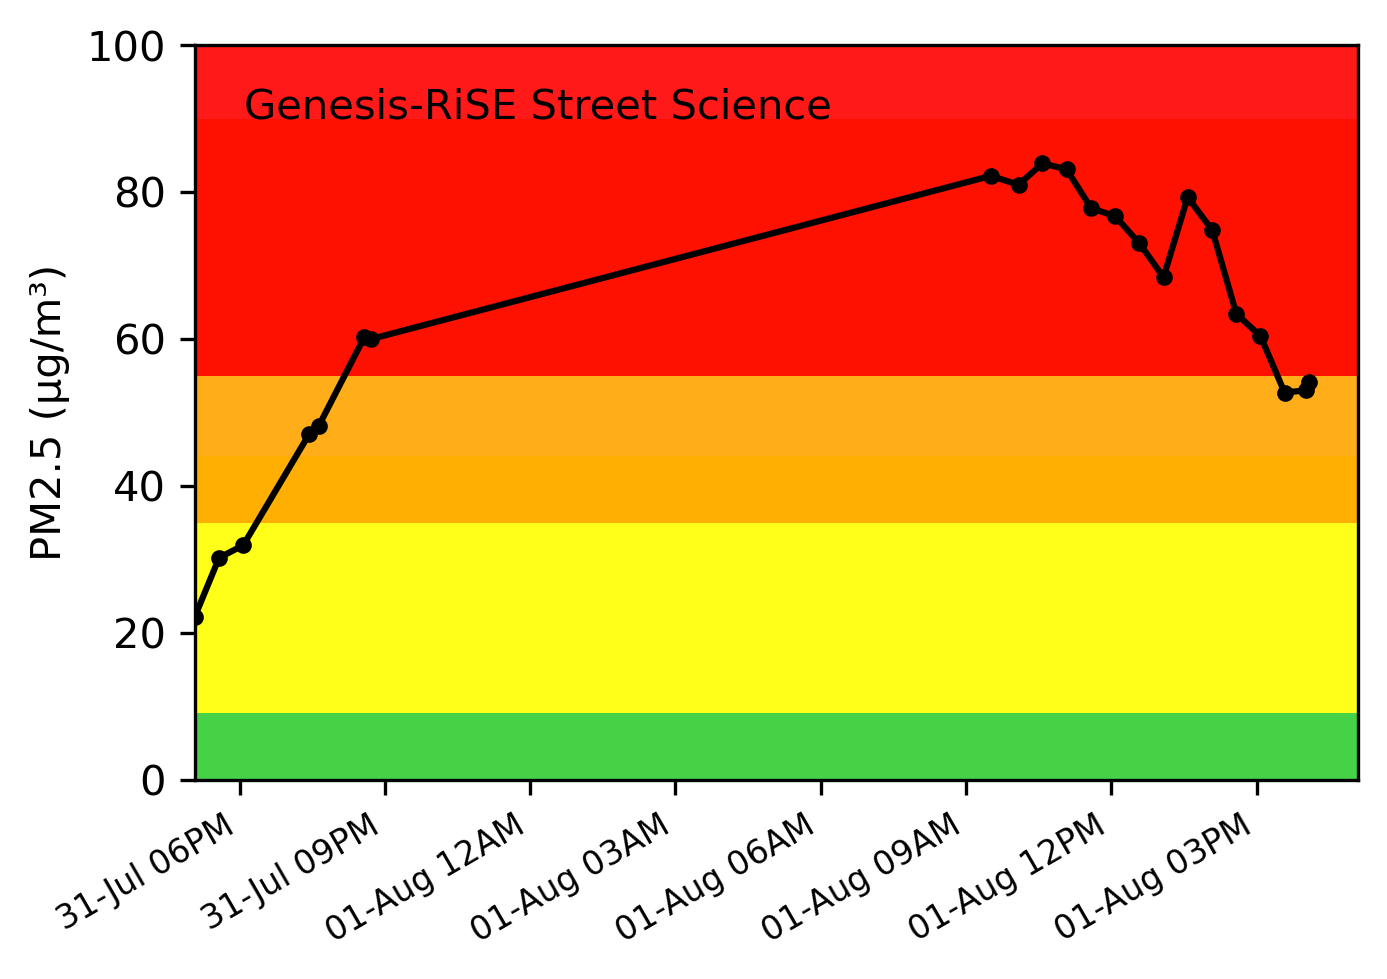 Genesis-RiSE Street Science
PM2.5 (µg/m³)
100
80
60
40
20
0
31-Jul 06PM
31-Jul 09PM
01-Aug 12AM
01-Aug 03AM
01-Aug 06AM
01-Aug 09AM
01-Aug 12PM
01-Aug 03PM